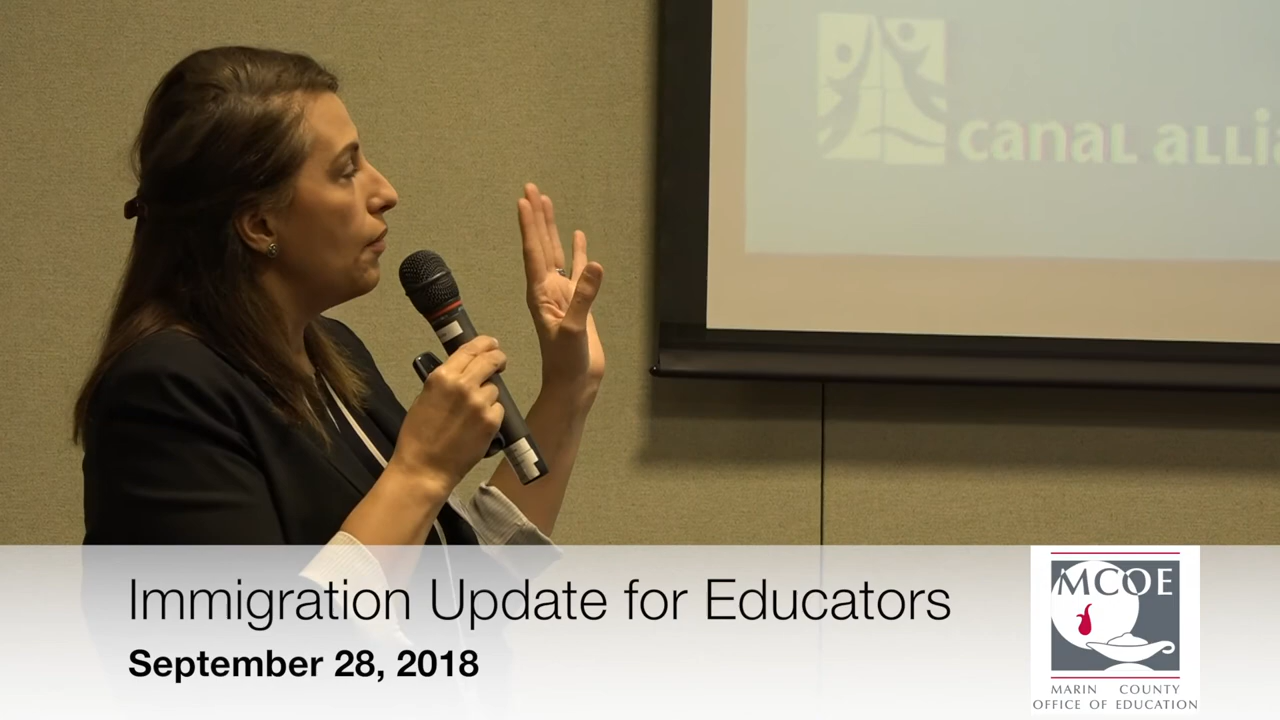 canal alli
Immigration Update for Educators
September 28, 2018
MCOE
MARIN COUNTY
OFFICE OF EDUCATION